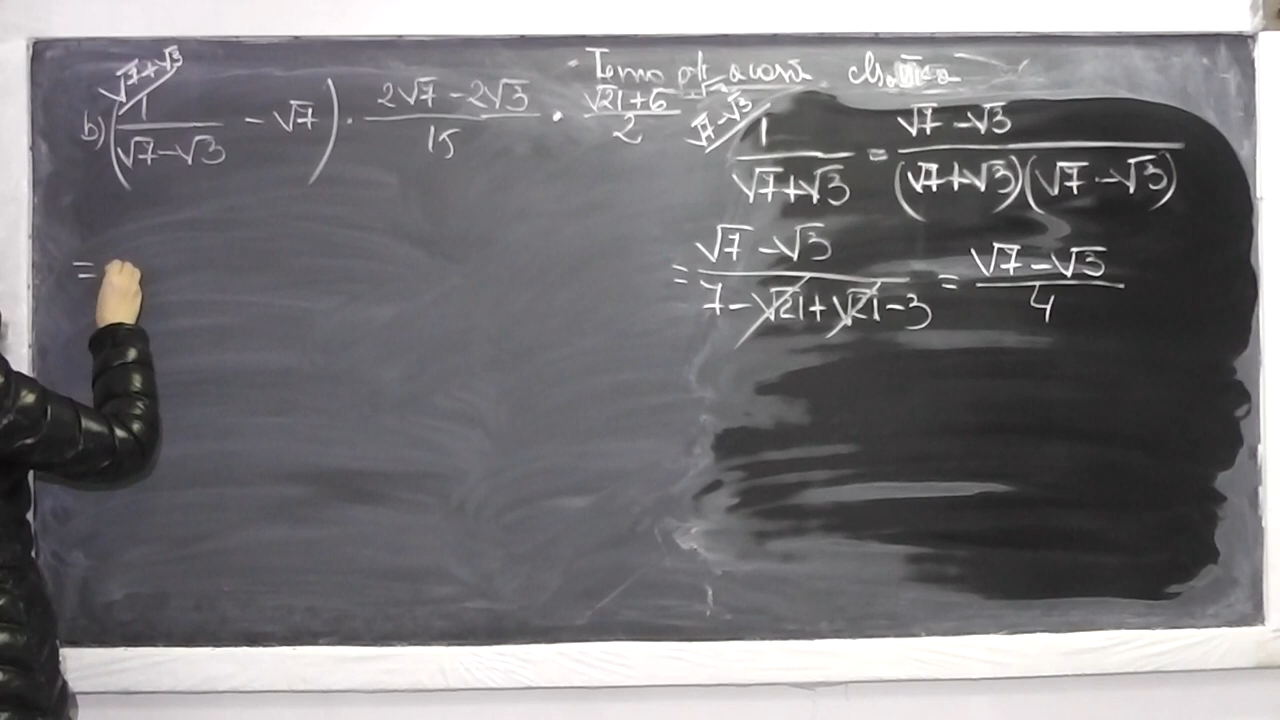 b) (√7+√3) 1/(√7-√3) - √7) · (2√7-2√3)/15 · (√21+6)/2
=
(√7-√3) 1/(√7+√3) = (√7-√3)/((√7+√3)(√7-√3))
= (√7-√3)/(7-√21+√21-3) = (√7-√3)/4